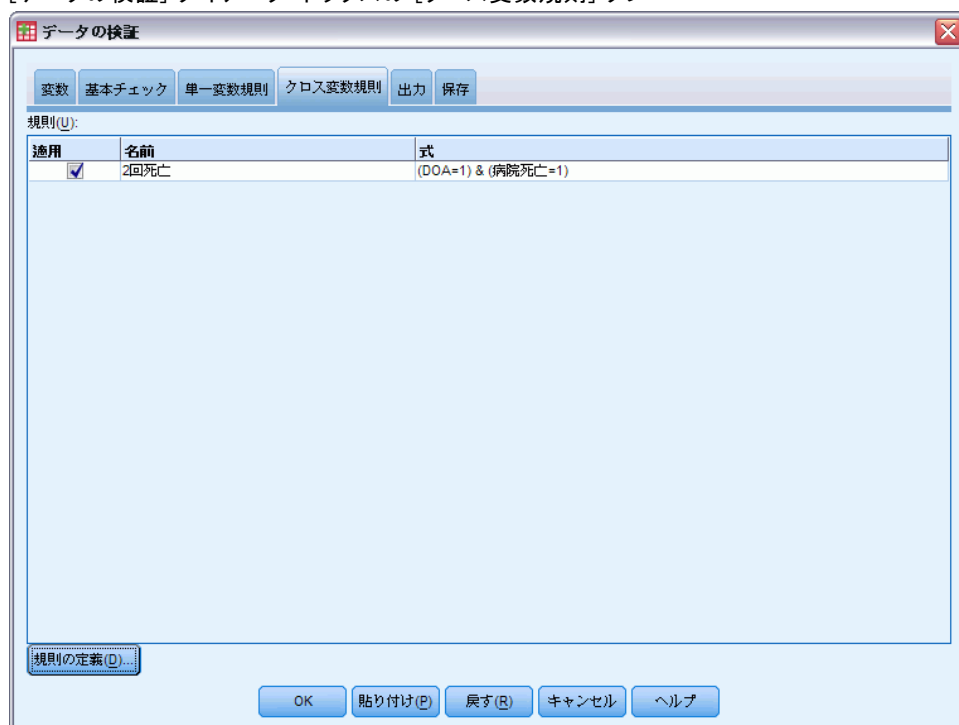 データの検証
変数 基本チェック 単一変数規則 クロス変数規則 出力 保存
規則(U):
適用 名前 式
2回死亡 (DOA=1) & (病院死亡=1)
規則の定義(D)...
OK 貼り付け(P) 戻す(R) キャンセル ヘルプ